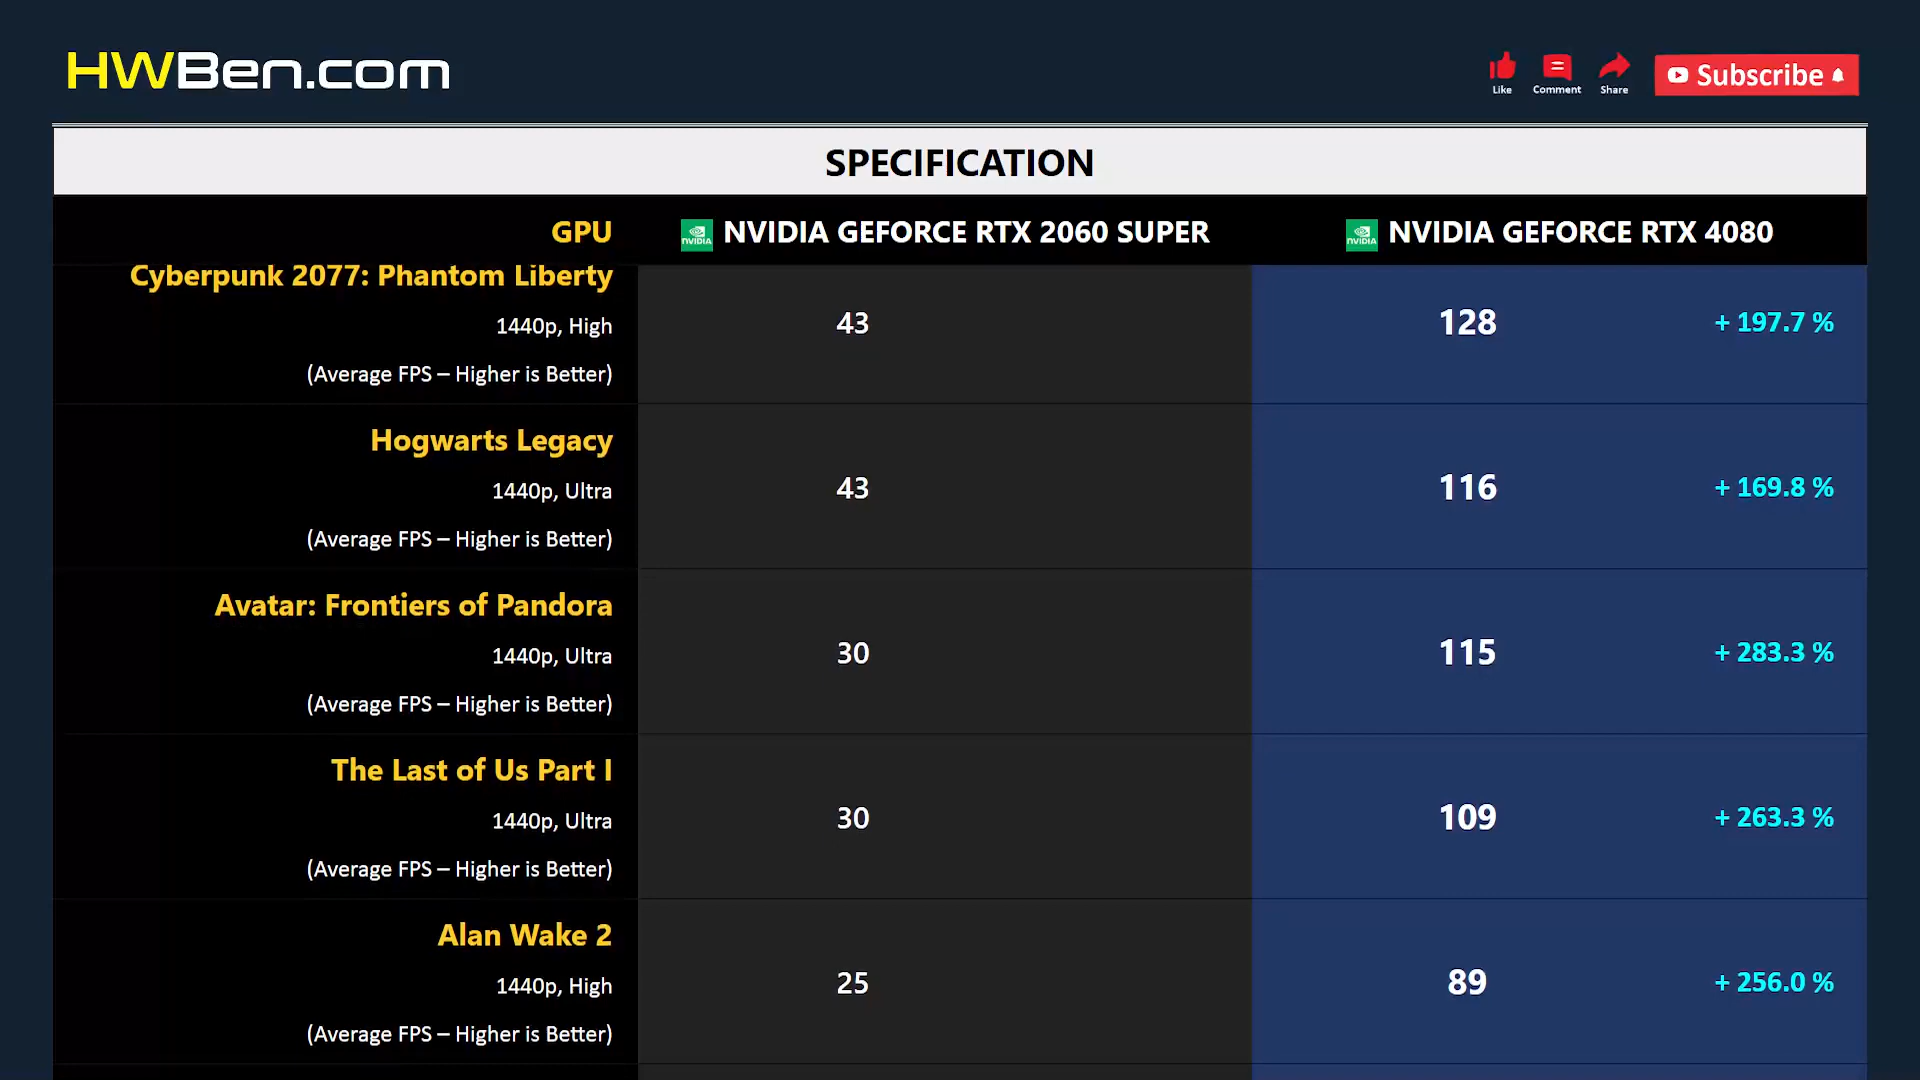 HWBen.com
Like
Comment
Share
Subscribe
SPECIFICATION
GPU
NVIDIA NVIDIA GEFORCE RTX 2060 SUPER
NVIDIA NVIDIA GEFORCE RTX 4080
Cyberpunk 2077: Phantom Liberty
1440p, High
(Average FPS – Higher is Better)
43
128
+ 197.7 %
Hogwarts Legacy
1440p, Ultra
(Average FPS – Higher is Better)
43
116
+ 169.8 %
Avatar: Frontiers of Pandora
1440p, Ultra
(Average FPS – Higher is Better)
30
115
+ 283.3 %
The Last of Us Part I
1440p, Ultra
(Average FPS – Higher is Better)
30
109
+ 263.3 %
Alan Wake 2
1440p, High
(Average FPS – Higher is Better)
25
89
+ 256.0 %